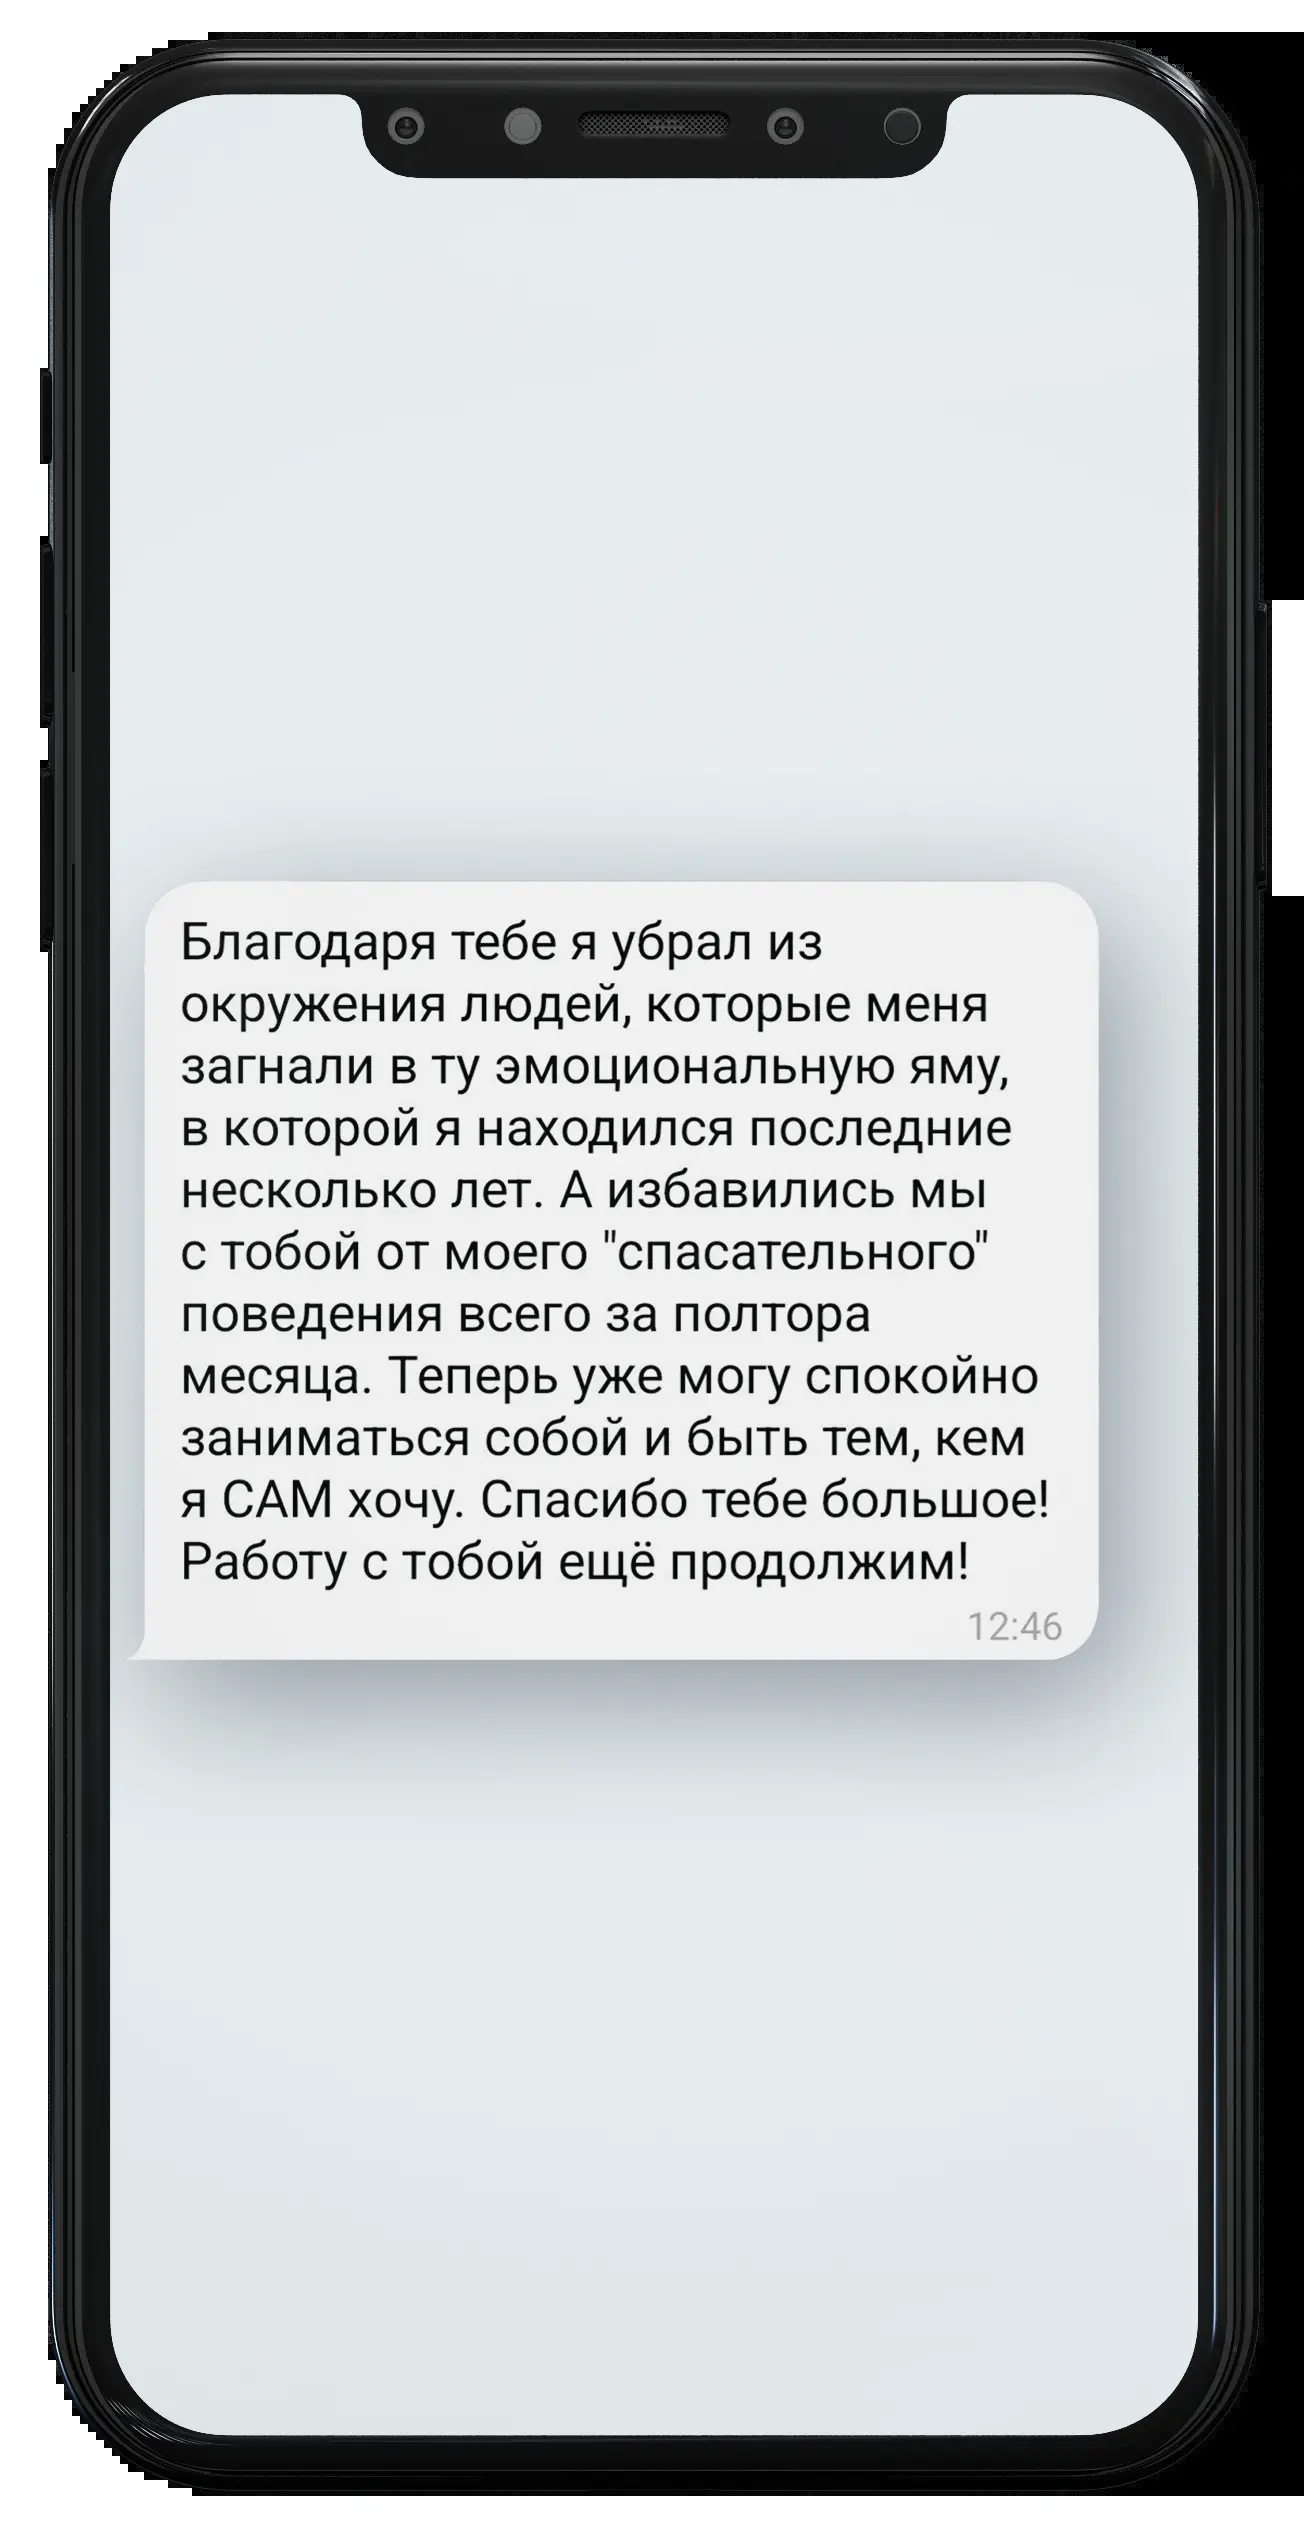 Благодаря тебе я убрал из
окружения людей, которые меня
загнали в ту эмоциональную яму,
в которой я находился последние
несколько лет. А избавились мы
с тобой от моего "спасательного"
поведения всего за полтора
месяца. Теперь уже могу спокойно
заниматься собой и быть тем, кем
я САМ хочу. Спасибо тебе большое!
Работу с тобой ещё продолжим!
12:46